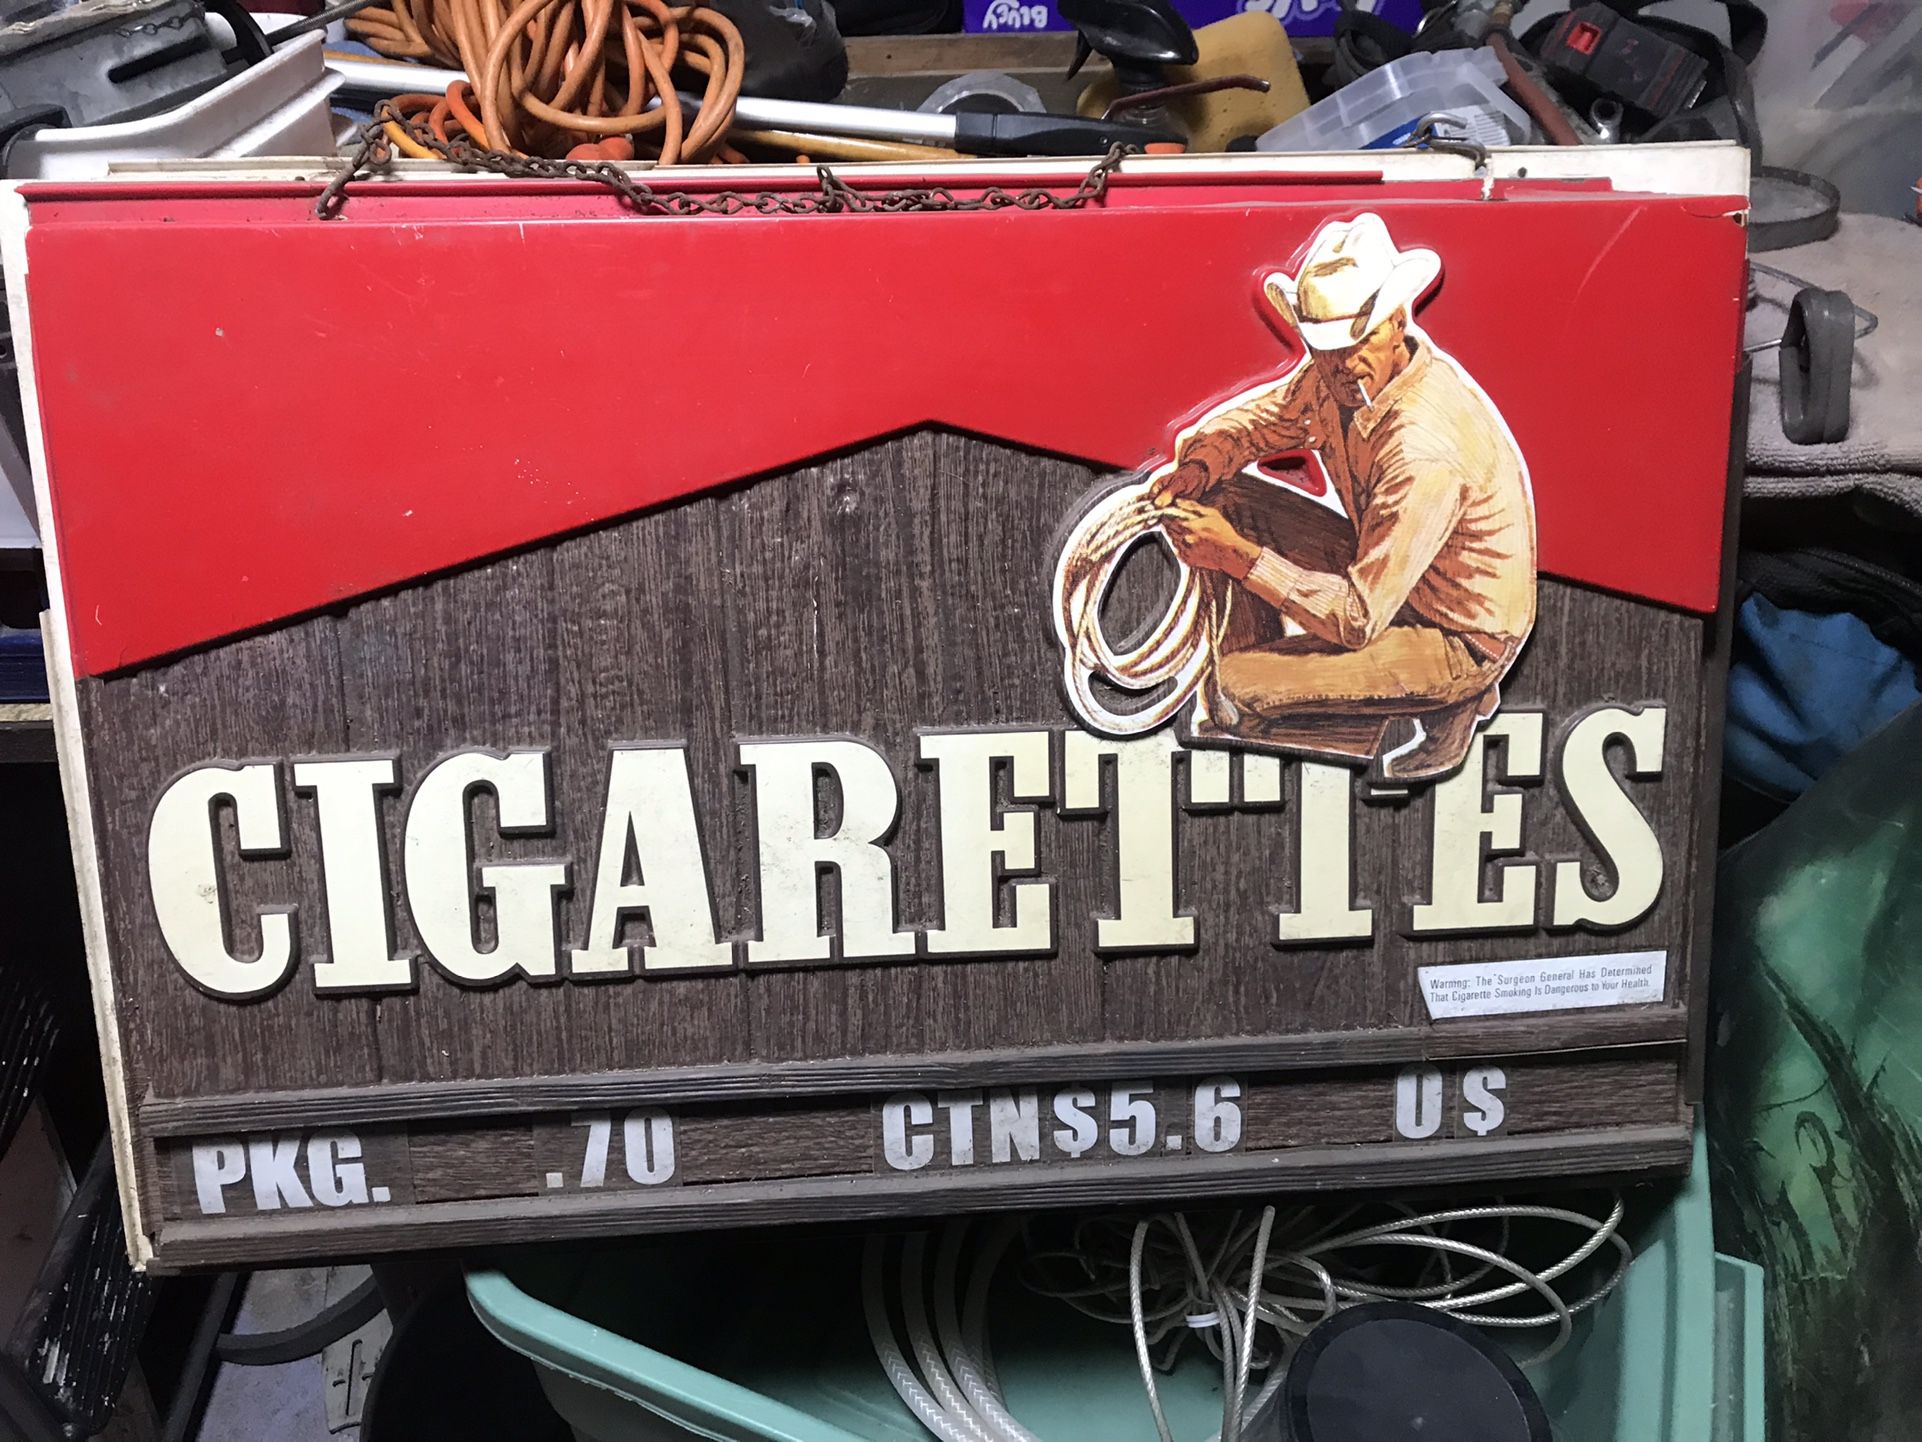 Bluey
CIGARETTES
Warning: The Surgeon General Has Determined
That Cigarette Smoking Is Dangerous to Your Health.
PKG. .70 CTN$5.6 0$